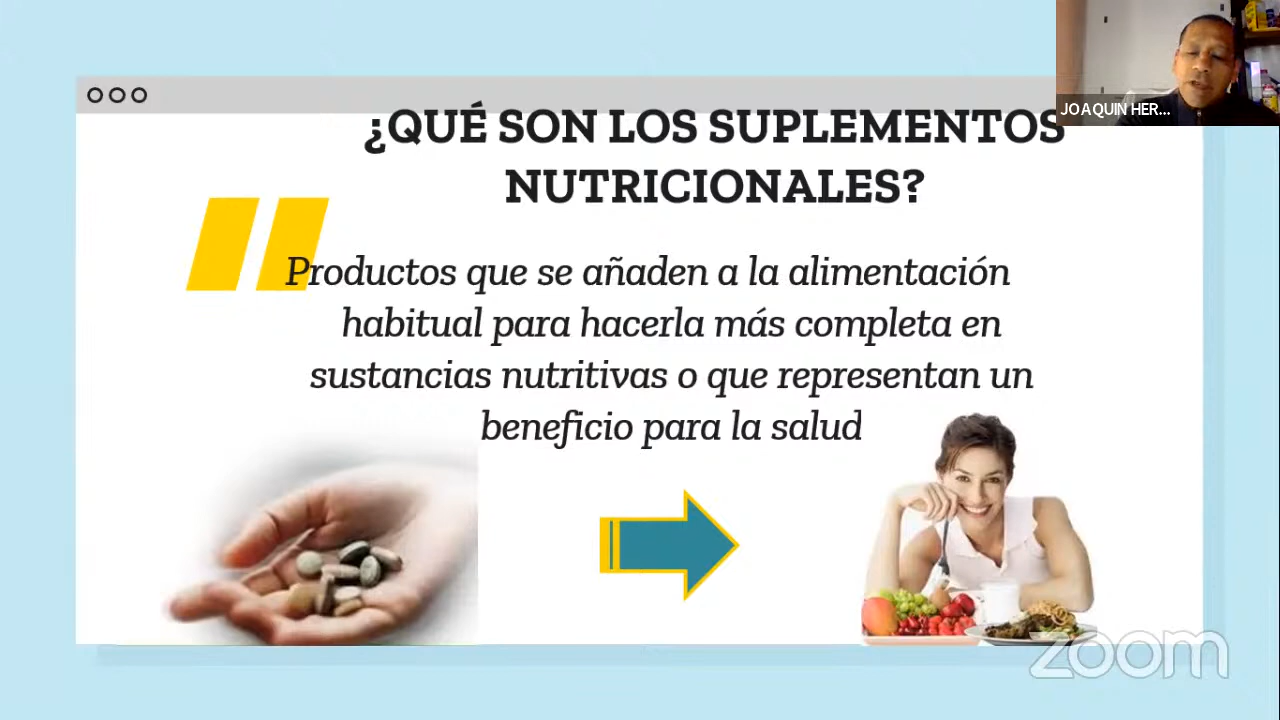 JOAQUIN HER...
¿QUÉ SON LOS SUPLEMENTOS
NUTRICIONALES?
Productos que se añaden a la alimentación
habitual para hacerla más completa en
sustancias nutritivas o que representan un
beneficio para la salud
zoom